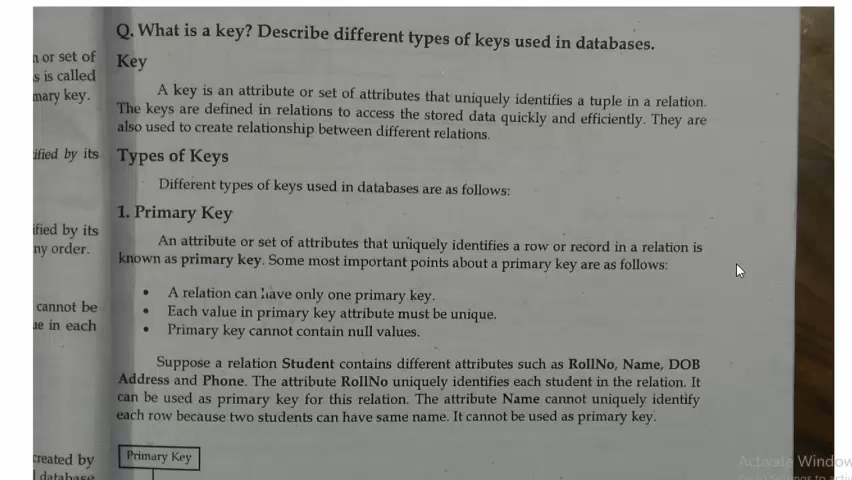 Q. What is a key? Describe different types of keys used in databases.
Key
A key is an attribute or set of attributes that uniquely identifies a tuple in a relation.
The keys are defined in relations to access the stored data quickly and efficiently. They are
also used to create relationship between different relations.
Types of Keys
Different types of keys used in databases are as follows:
1. Primary Key
An attribute or set of attributes that uniquely identifies a row or record in a relation is
known as primary key. Some most important points about a primary key are as follows:
• A relation can have only one primary key.
• Each value in primary key attribute must be unique.
• Primary key cannot contain null values.
Suppose a relation Student contains different attributes such as RollNo, Name, DOB
Address and Phone. The attribute RollNo uniquely identifies each student in the relation. It
can be used as primary key for this relation. The attribute Name cannot uniquely identify
each row because two students can have same name. It cannot be used as primary key.
Primary Key
or set of
is called
mary key.
ified by its
ified by its
ny order.
cannot be
ue in each
created by
database
Activate Window